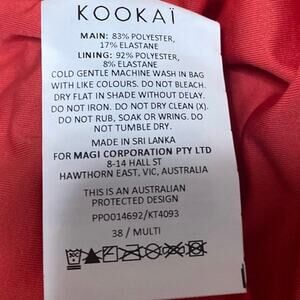 KOOKAÏ
MAIN: 83% POLYESTER,
17% ELASTANE
LINING: 92% POLYESTER,
8% ELASTANE
COLD GENTLE MACHINE WASH IN BAG
WITH LIKE COLOURS. DO NOT BLEACH.
DRY FLAT IN SHADE WITHOUT DELAY.
DO NOT IRON. DO NOT DRY CLEAN (X).
DO NOT RUB, SOAK OR WRING. DO
NOT TUMBLE DRY.
MADE IN SRI LANKA
FOR MAGI CORPORATION PTY LTD
8-14 HALL ST
HAWTHORN EAST, VIC, AUSTRALIA
THIS IS AN AUSTRALIAN
PROTECTED DESIGN
PPO014692/KT4093
38 / MULTI